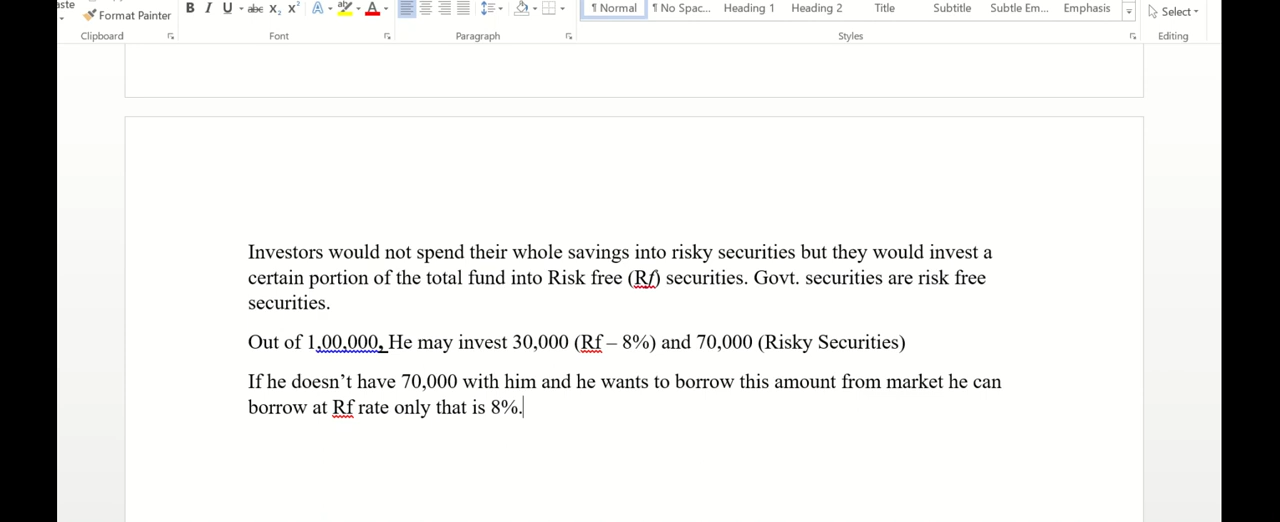 aste
Format Painter
B I U abc X2 X2 A aby A
¶ Normal ¶ No Spac... Heading 1 Heading 2 Title Subtitle Subtle Em... Emphasis
Select
Clipboard Font Paragraph Styles Editing
Investors would not spend their whole savings into risky securities but they would invest a
certain portion of the total fund into Risk free (Rf) securities. Govt. securities are risk free
securities.
Out of 1,00,000, He may invest 30,000 (Rf – 8%) and 70,000 (Risky Securities)
If he doesn’t have 70,000 with him and he wants to borrow this amount from market he can
borrow at Rf rate only that is 8%.